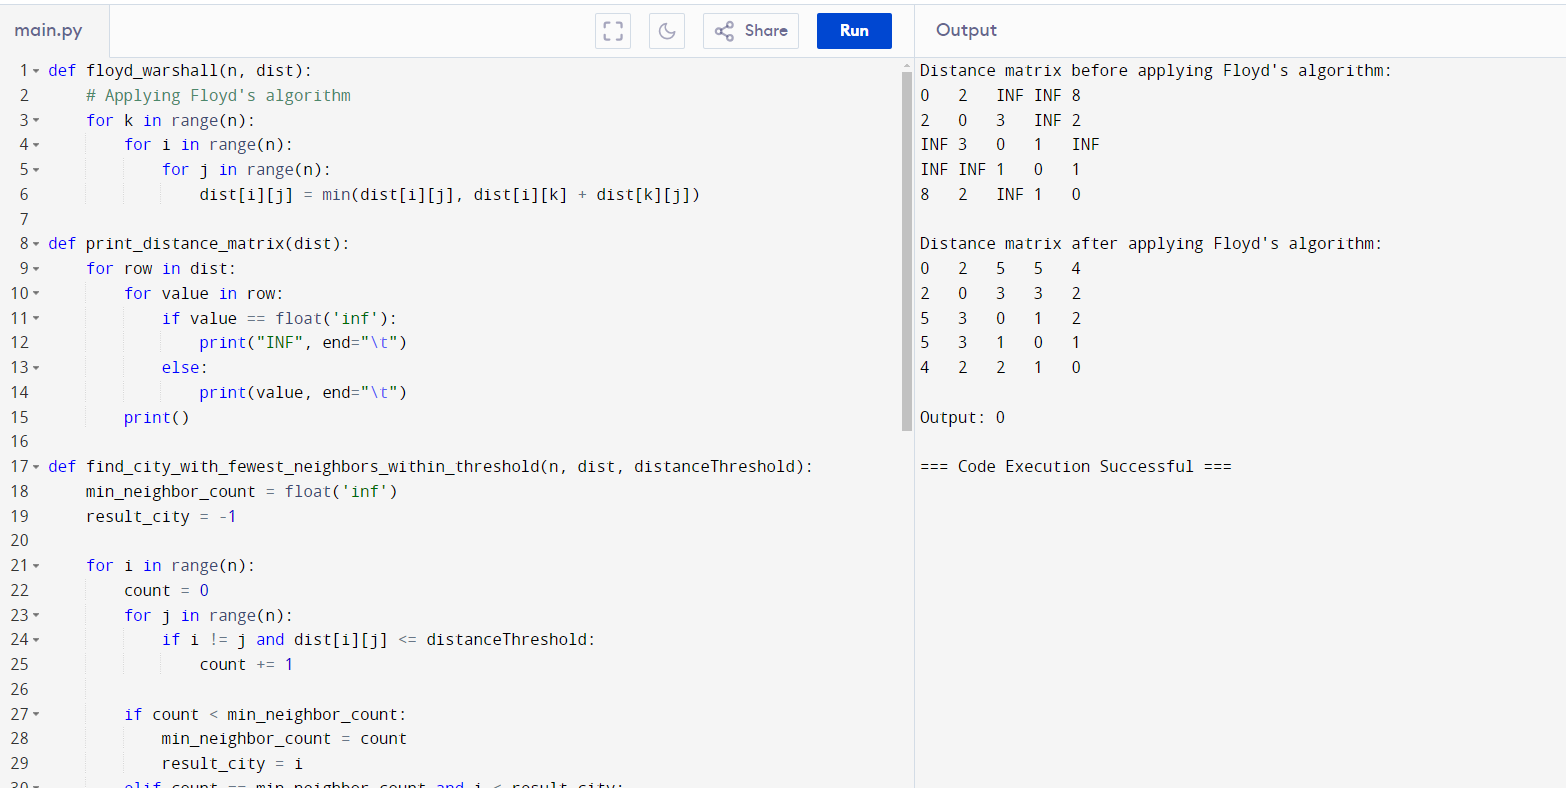 main.py
Share
Run
Output
1 def floyd_warshall(n, dist):
2     # Applying Floyd's algorithm
3     for k in range(n):
4         for i in range(n):
5             for j in range(n):
6                 dist[i][j] = min(dist[i][j], dist[i][k] + dist[k][j])
7
8 def print_distance_matrix(dist):
9     for row in dist:
10         for value in row:
11             if value == float('inf'):
12                 print("INF", end="\t")
13             else:
14                 print(value, end="\t")
15         print()
16
17 def find_city_with_fewest_neighbors_within_threshold(n, dist, distanceThreshold):
18     min_neighbor_count = float('inf')
19     result_city = -1
20
21     for i in range(n):
22         count = 0
23         for j in range(n):
24             if i != j and dist[i][j] <= distanceThreshold:
25                 count += 1
26
27         if count < min_neighbor_count:
28             min_neighbor_count = count
29             result_city = i
30         elif count == min_neighbor_count and i < result_city:
Distance matrix before applying Floyd's algorithm:
0 2 INF INF 8
2 0 3 INF 2
INF 3 0 1 INF
INF INF 1 0 1
8 2 INF 1 0
Distance matrix after applying Floyd's algorithm:
0 2 5 5 4
2 0 3 3 2
5 3 0 1 2
5 3 1 0 1
4 2 2 1 0
Output: 0
=== Code Execution Successful ===